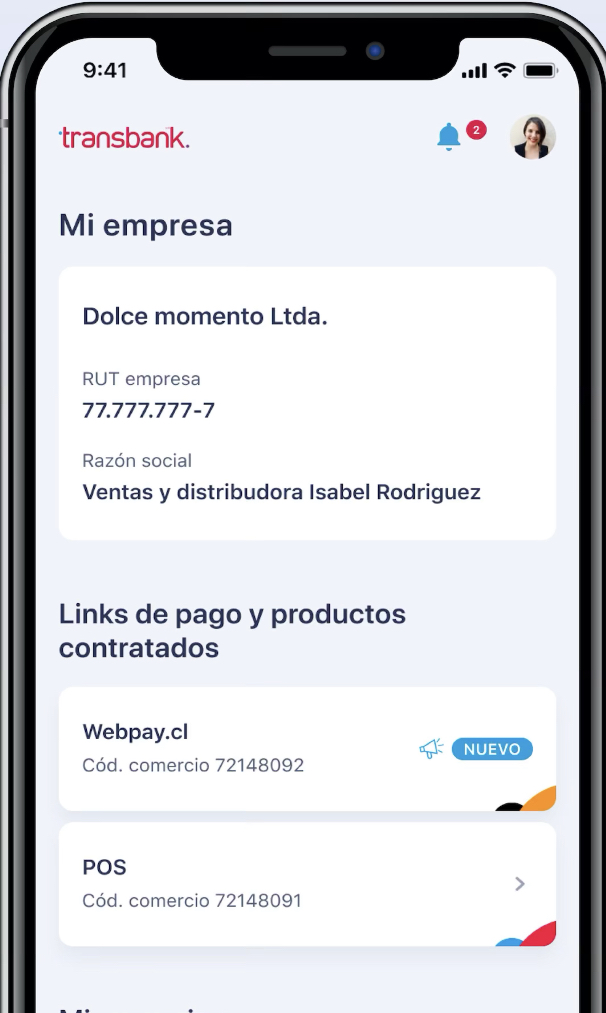 9:41
transbank.
2
Mi empresa
Dolce momento Ltda.
RUT empresa
77.777.777-7
Razón social
Ventas y distribudora Isabel Rodriguez
Links de pago y productos
contratados
Webpay.cl
NUEVO
Cód. comercio 72148092
POS
Cód. comercio 72148091